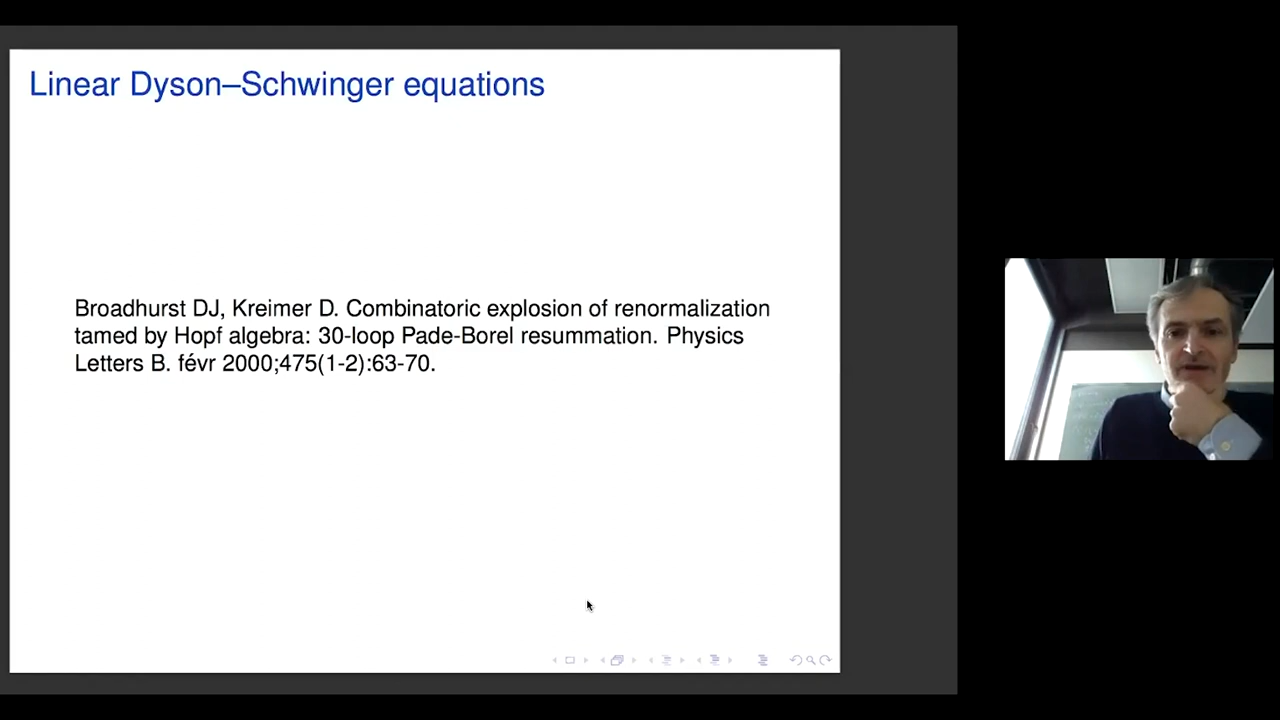 Linear Dyson–Schwinger equations
Broadhurst DJ, Kreimer D. Combinatoric explosion of renormalization
tamed by Hopf algebra: 30-loop Pade-Borel resummation. Physics
Letters B. févr 2000;475(1-2):63-70.